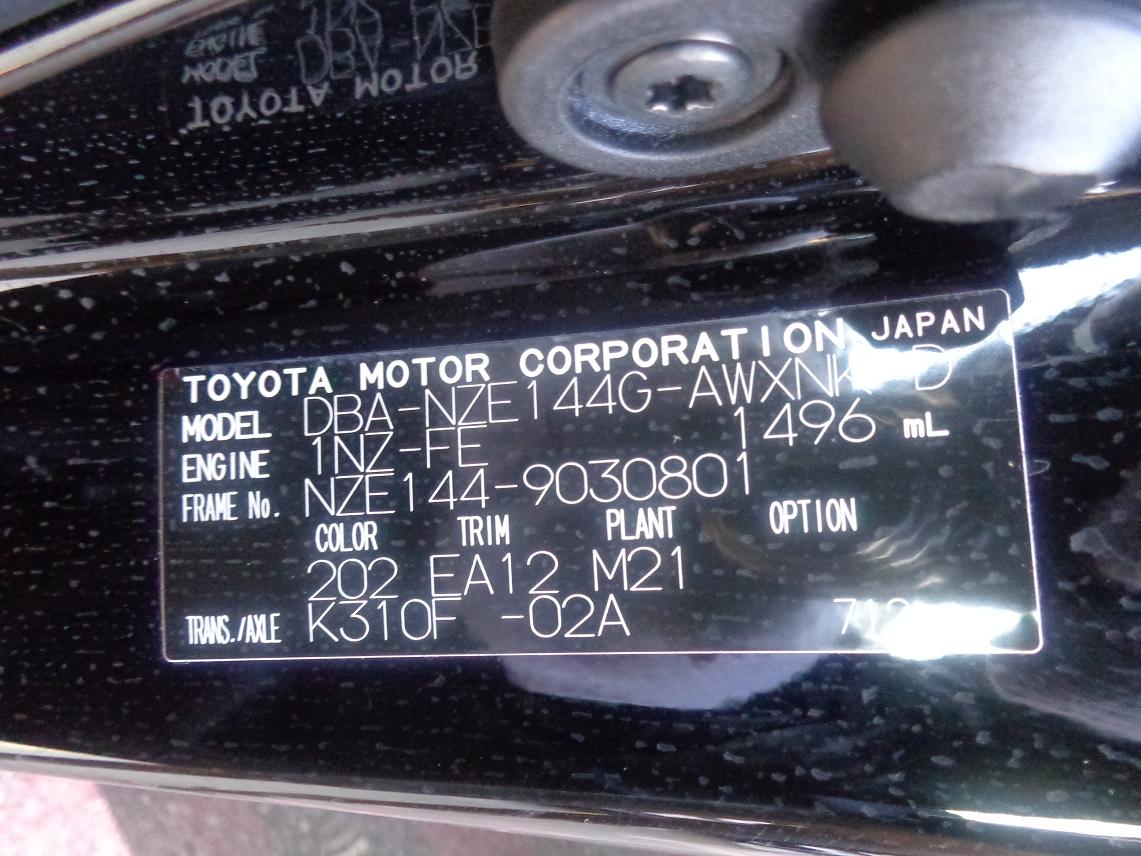 TOYOTA MOTOR CORPORATION JAPAN
MODEL DBA-NZE144G-
ENGINE 1NZ-FE 1496 mL
FRAME No. NZE144-9030801
COLOR TRIM PLANT OPTION
202 EA12 M21
TRANS./AXLE K310F -02A